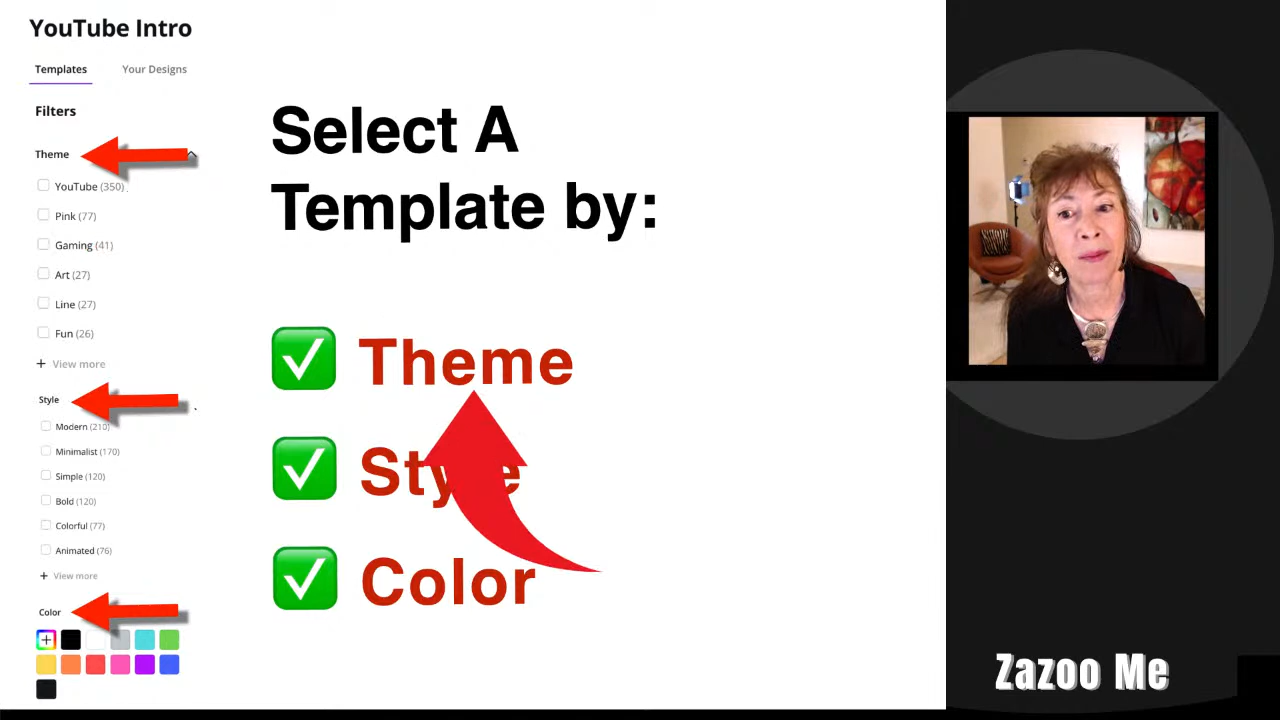 YouTube Intro
Templates Your Designs
Filters
Theme
YouTube (350)
Pink (77)
Gaming (41)
Art (27)
Line (27)
Fun (26)
+ View more
Style
Modern (210)
Minimalist (170)
Simple (120)
Bold (120)
Colorful (77)
Animated (76)
+ View more
Color
Select A
Template by:
Theme
Style
Color
Zazoo Me